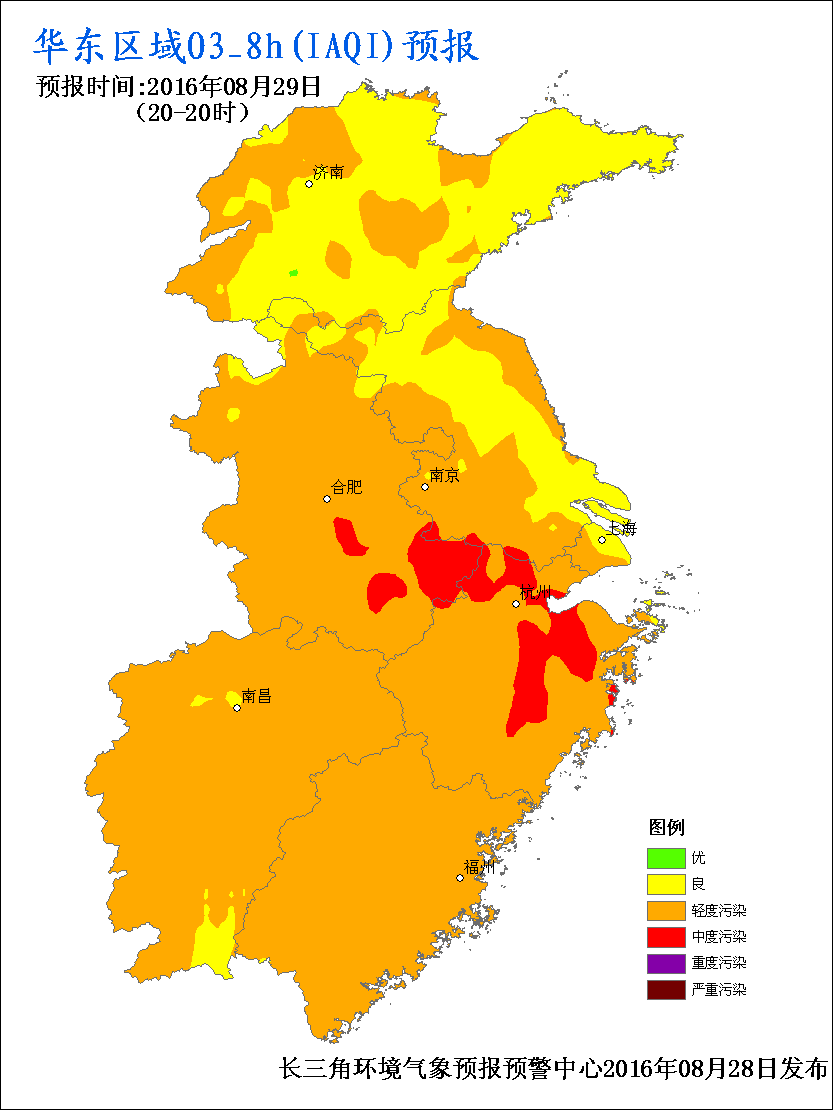 华东区域O3_8h(IAQI)预报
预报时间:2016年08月29日
(20-20时)
济南
南京
合肥
上海
杭州
南昌
福州
图例
优
良
轻度污染
中度污染
重度污染
严重污染
长三角环境气象预报预警中心2016年08月28日发布